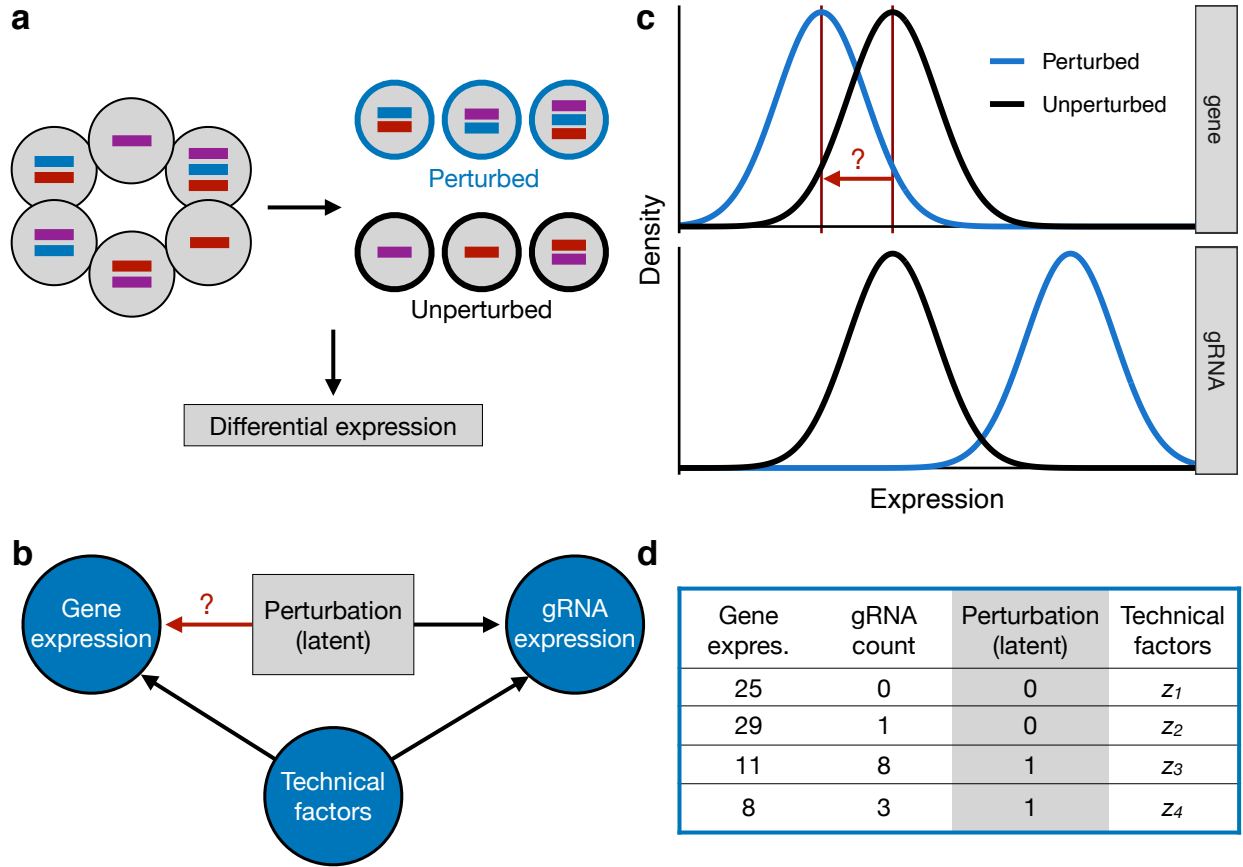 a
Perturbed
Unperturbed
Differential expression
c
Perturbed
Unperturbed
?
gene
gRNA
Density
Expression
b
Gene
expression
?
Perturbation
(latent)
gRNA
expression
Technical
factors
d
Gene expres. gRNA count Perturbation (latent) Technical factors
25 0 0 z1
29 1 0 z2
11 8 1 z3
8 3 1 z4